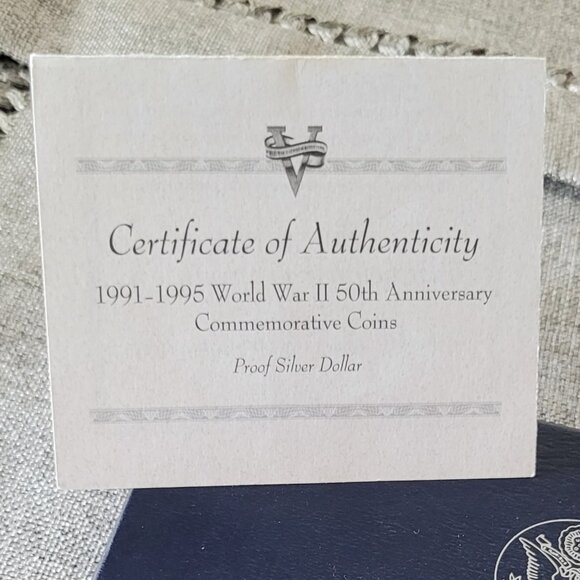 V
Certificate of Authenticity
1991-1995 World War II 50th Anniversary
Commemorative Coins
Proof Silver Dollar